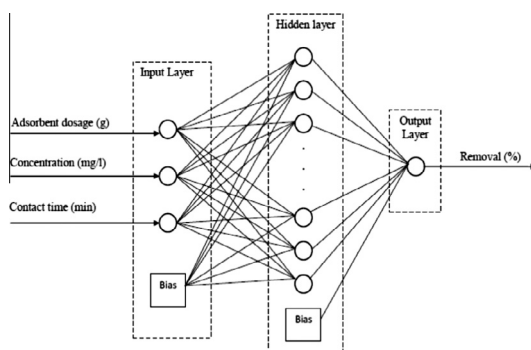 Hidden layer
Input Layer
Adsorbent dosage (g)
Output
Layer
Concentration (mg/l)
Removal (%)
Contact time (min)
Bias
Bias